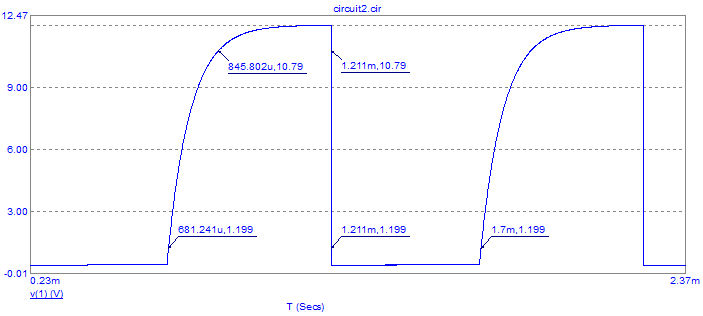 circuit2.cir
12.47
845.802u,10.79
1.211m,10.79
9.00
6.00
3.00
681.241u,1.199
1.211m,1.199
1.7m,1.199
-0.01
0.23m
2.37m
v(1) (V)
T (Secs)